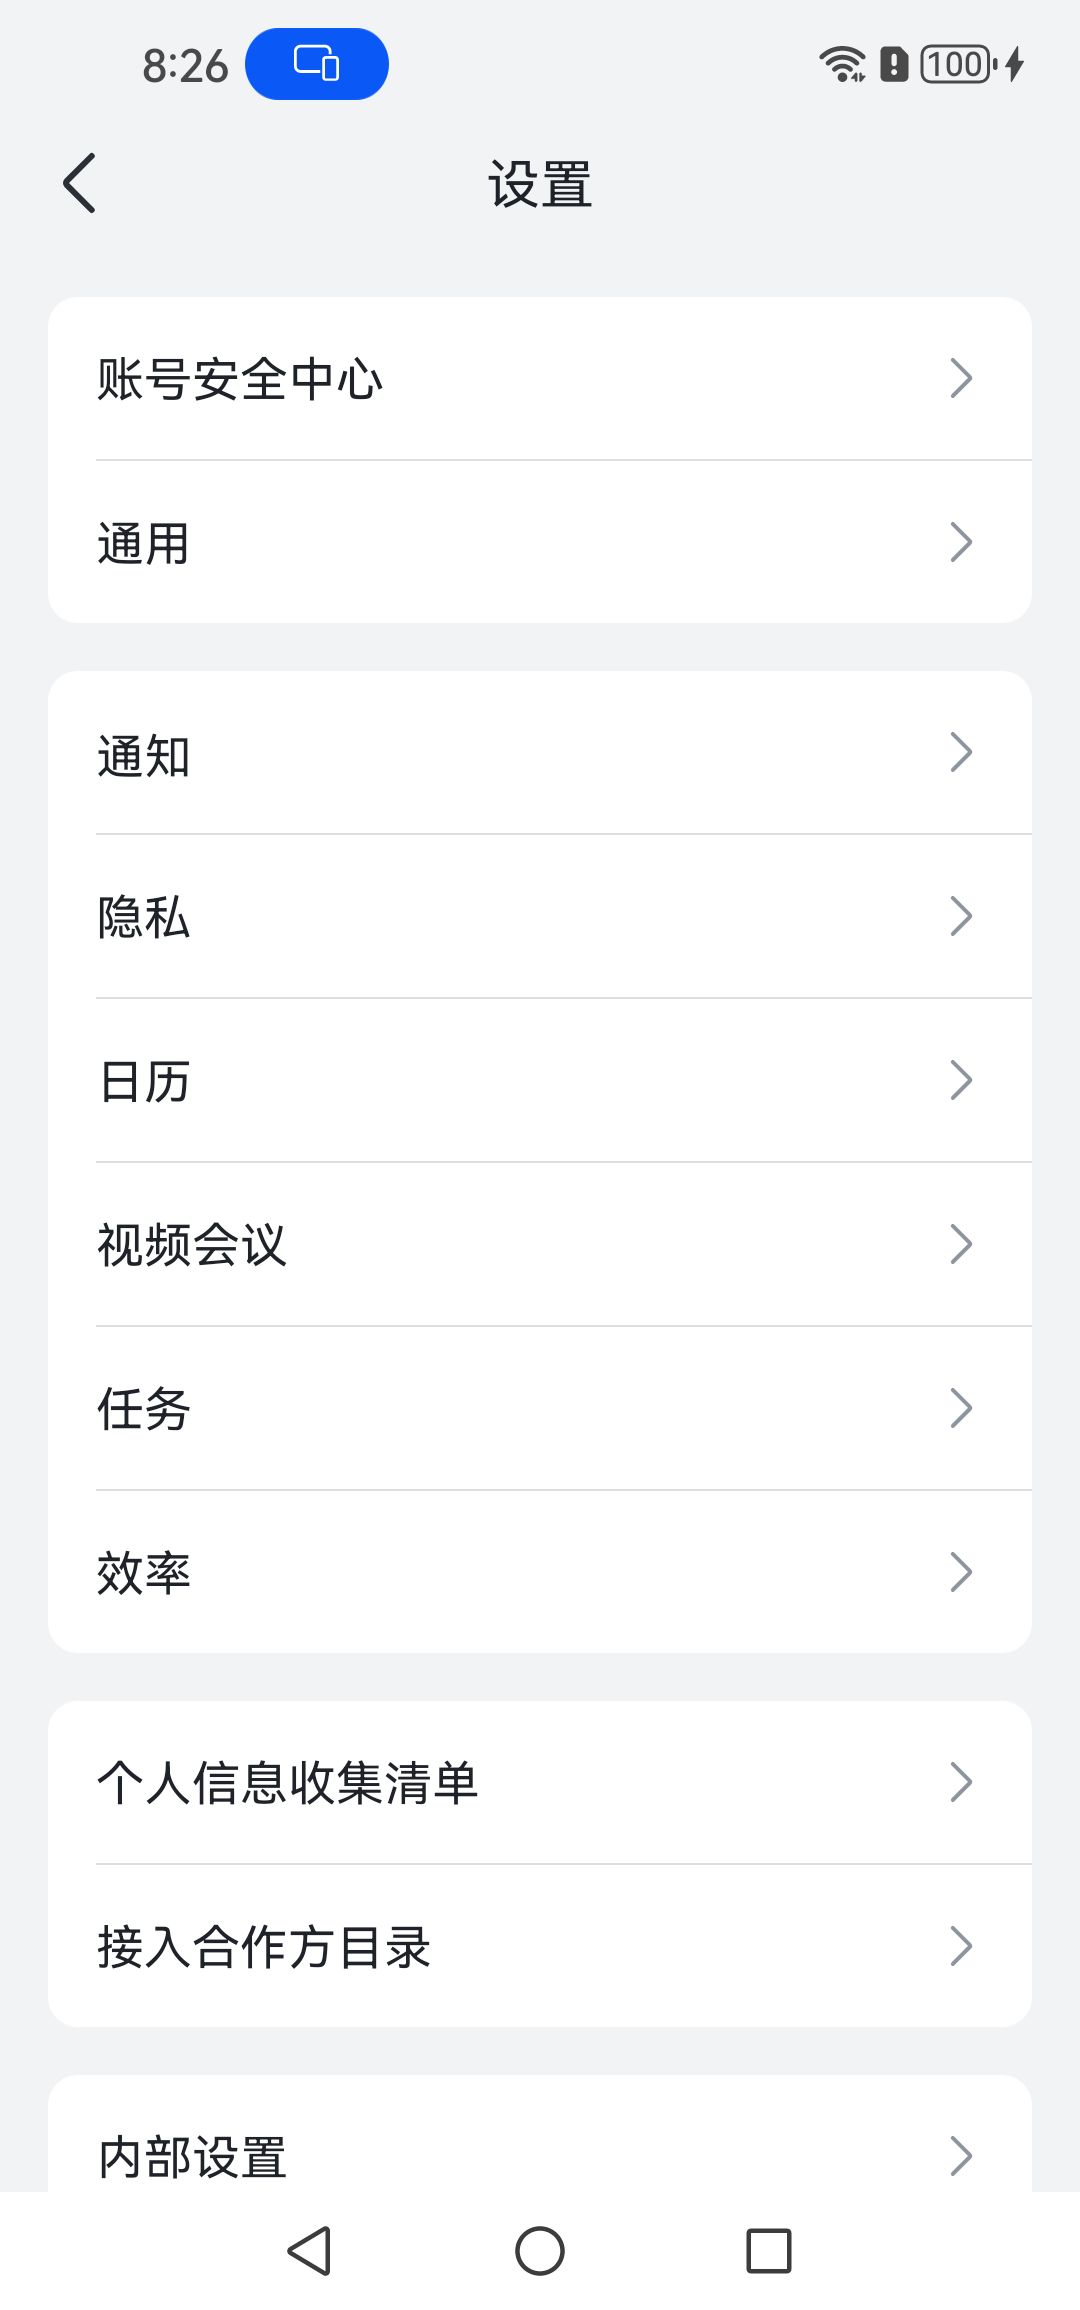 8:26
100
设置
账号安全中心
通用
通知
隐私
日历
视频会议
任务
效率
个人信息收集清单
接入合作方目录
内部设置